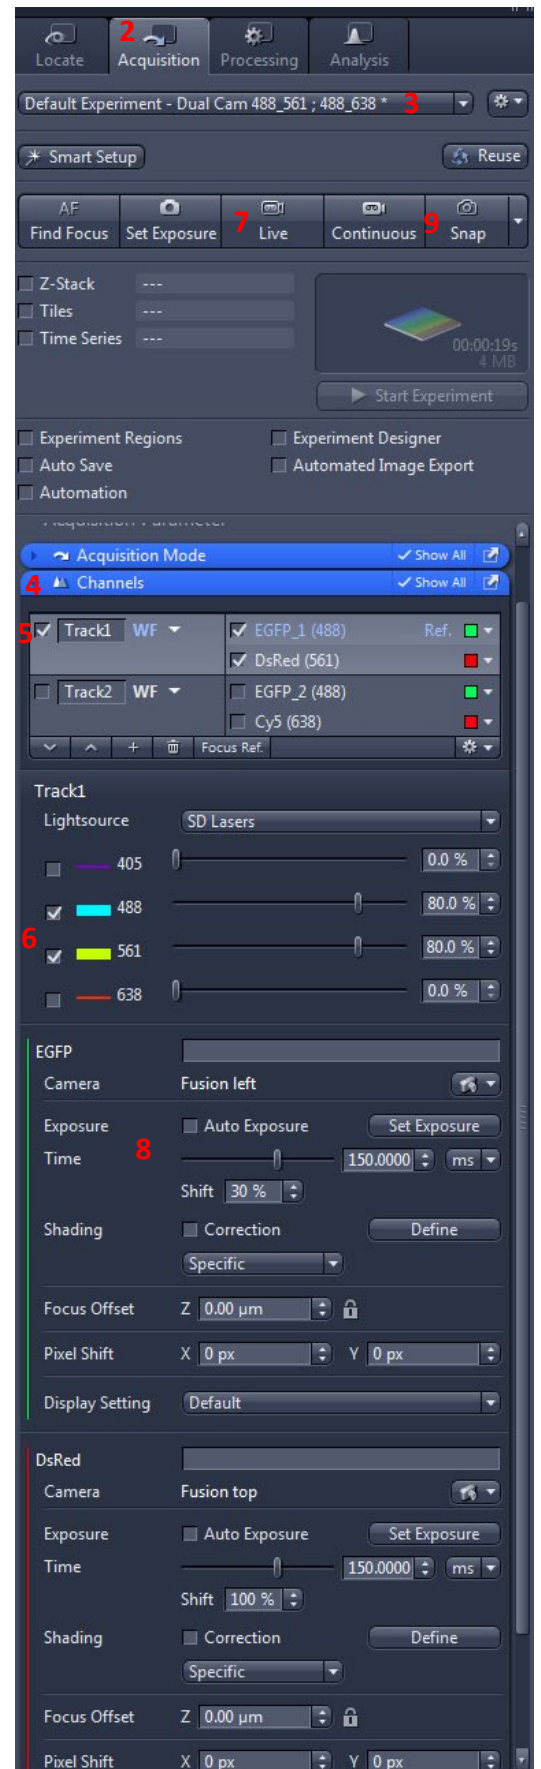 2
Locate Acquisition Processing Analysis
Default Experiment - Dual Cam 488_561 ; 488_638 * 3
Smart Setup Reuse
AF
Find Focus Set Exposure 7 Live Continuous 9 Snap
Z-Stack ---
Tiles ---
Time Series --- 00:00:19s
4 MB
Start Experiment
Experiment Regions Experiment Designer
Auto Save Automated Image Export
Automation
Acquisition Parameter
Acquisition Mode Show All
4 Channels Show All
5 Track1 WF EGFP_1 (488) Ref.
DsRed (561)
Track2 WF EGFP_2 (488)
Cy5 (638)
+ Focus Ref.
Track1
Lightsource SD Lasers
405 0.0 %
488 80.0 %
6 561 80.0 %
638 0.0 %
EGFP
Camera Fusion left
Exposure Auto Exposure Set Exposure
Time 8 150.0000 ms
Shift 30 %
Shading Correction Define
Specific
Focus Offset Z 0.00 µm
Pixel Shift X 0 px Y 0 px
Display Setting Default
DsRed
Camera Fusion top
Exposure Auto Exposure Set Exposure
Time 150.0000 ms
Shift 100 %
Shading Correction Define
Specific
Focus Offset Z 0.00 µm
Pixel Shift X 0 px Y 0 px